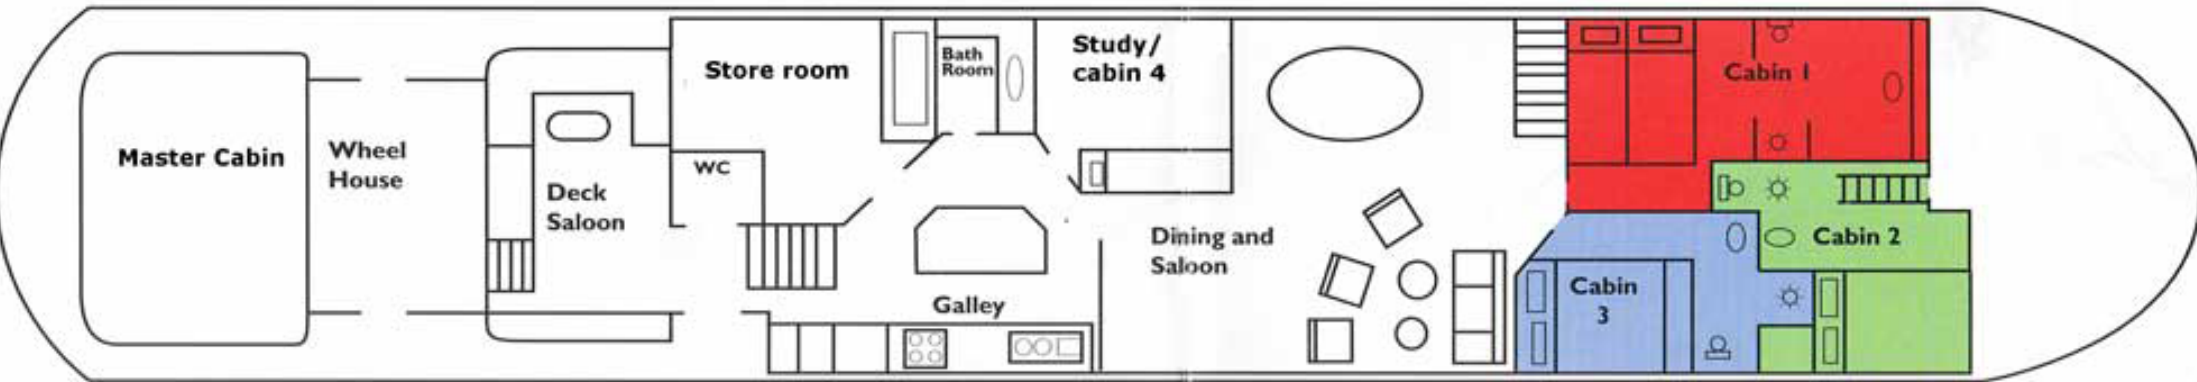 Master Cabin
Wheel
House
Deck
Saloon
Store room
WC
Bath
Room
Study/
cabin 4
Galley
Dining and
Saloon
Cabin 1
Cabin 2
Cabin
3